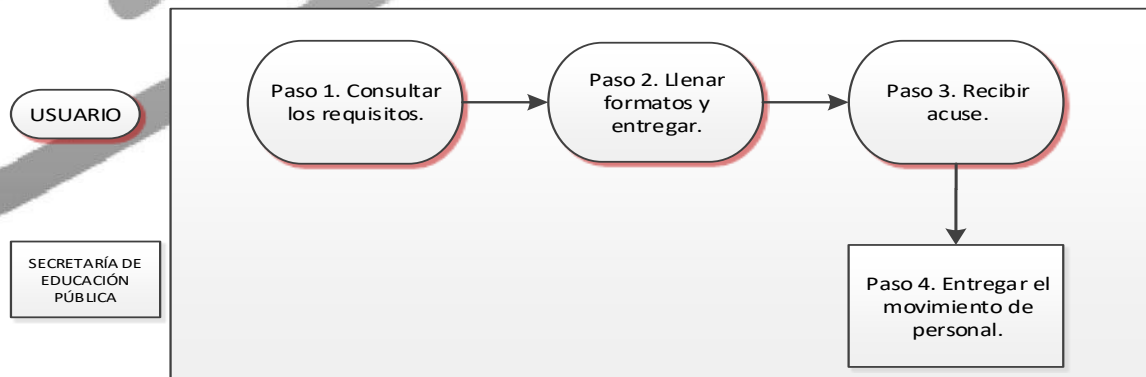 USUARIO
Paso 1. Consultar
los requisitos.
Paso 2. Llenar
formatos y
entregar.
Paso 3. Recibir
acuse.
SECRETARÍA DE
EDUCACIÓN
PÚBLICA
Paso 4. Entregar el
movimiento de
personal.